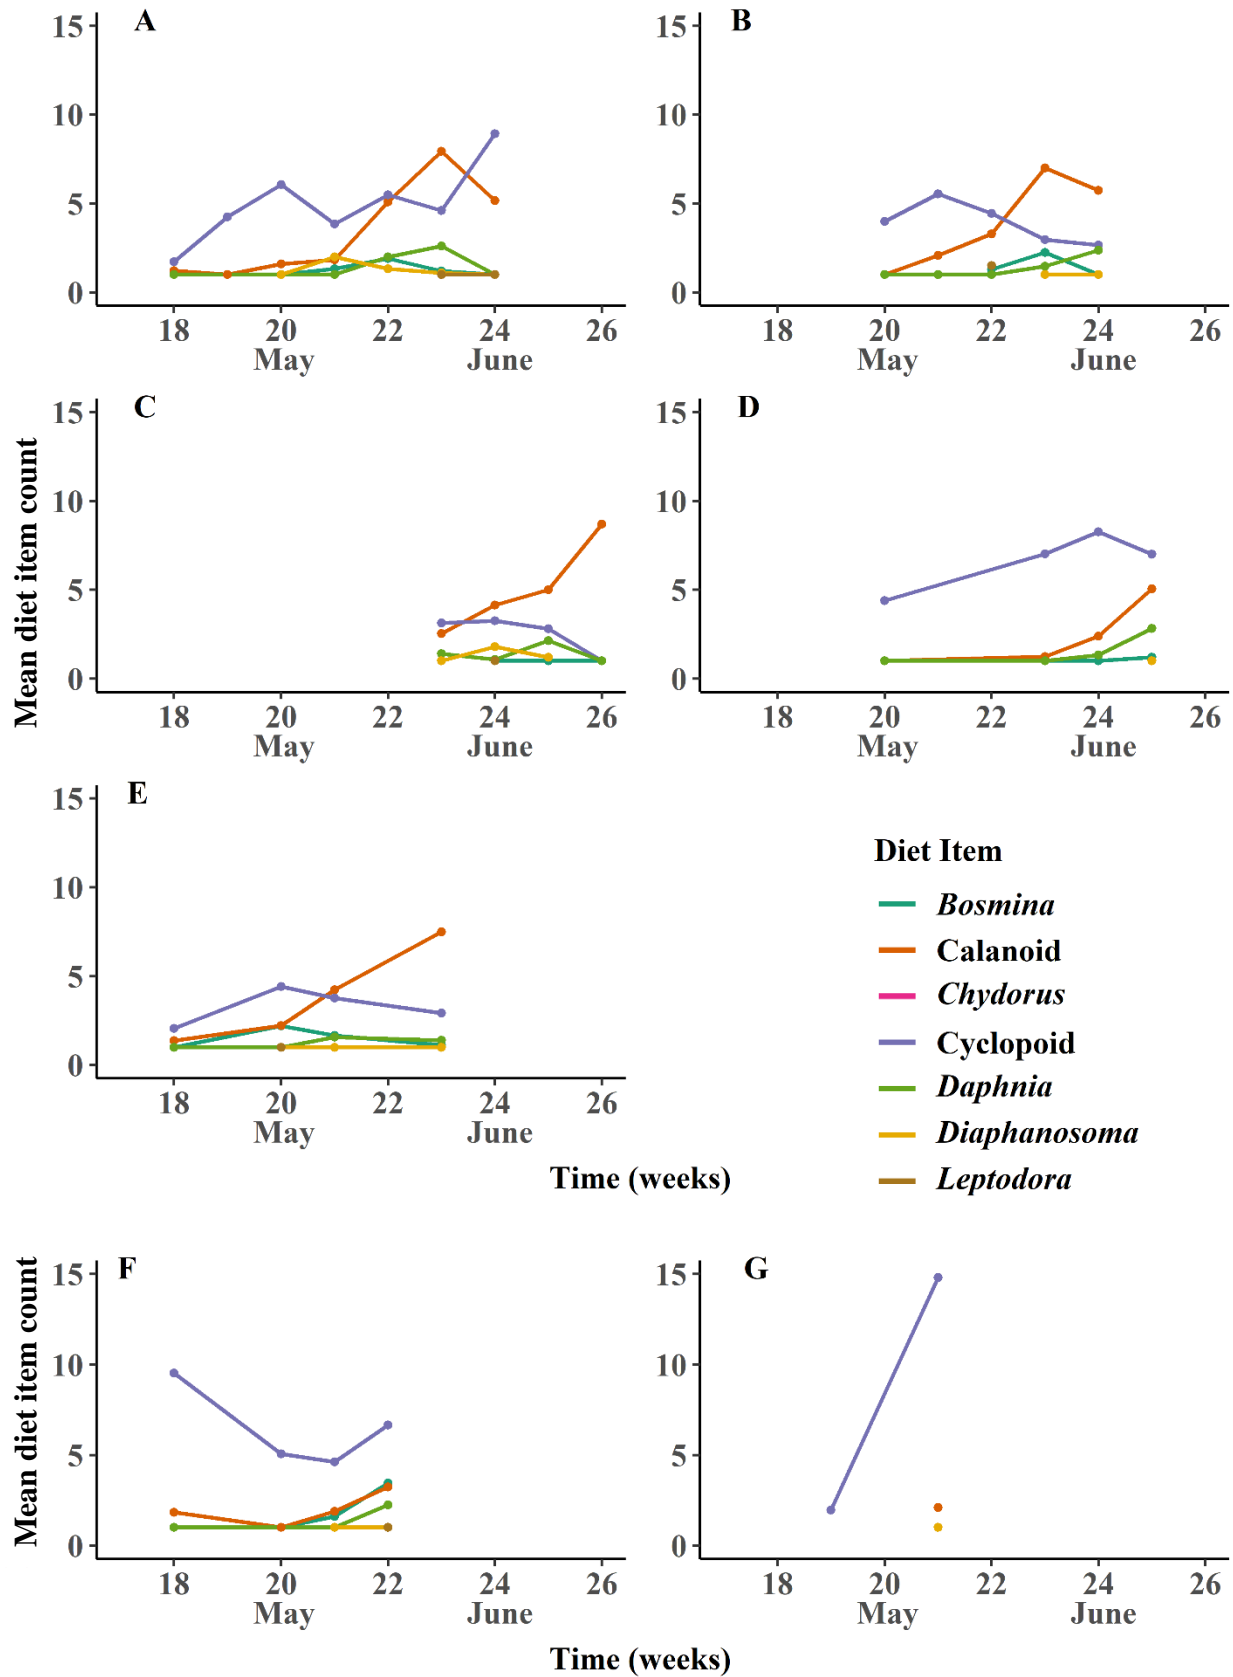 A
15
10
5
0
18 20 22 24 26
May June
B
15
10
5
0
18 20 22 24 26
May June
Mean diet item count
C
15
10
5
0
18 20 22 24 26
May June
D
15
10
5
0
18 20 22 24 26
May June
E
15
10
5
0
18 20 22 24 26
May June
Diet Item
Bosmina
Calanoid
Chydorus
Cyclopoid
Daphnia
Diaphanosoma
Leptodora
Time (weeks)
Mean diet item count
F
15
10
5
0
18 20 22 24 26
May June
G
15
10
5
0
18 20 22 24 26
May June
Time (weeks)